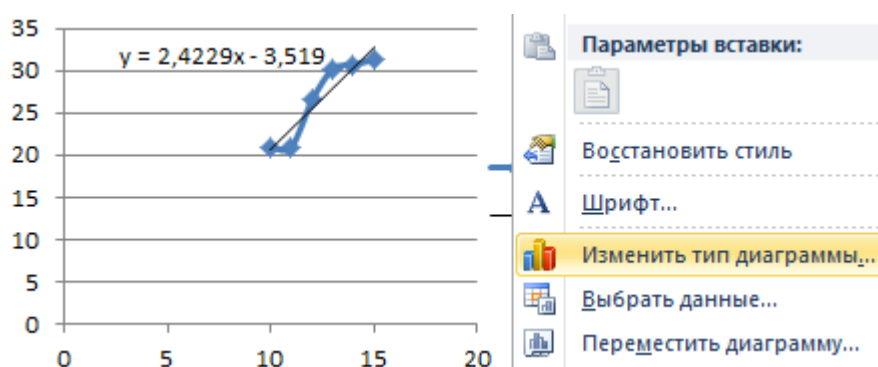 35
30
25
20
15
10
5
0
y = 2,4229x - 3,519
0 5 10 15 20
Параметры вставки:
Восстановить стиль
A Шрифт...
Изменить тип диаграммы...
Выбрать данные...
Переместить диаграмму...